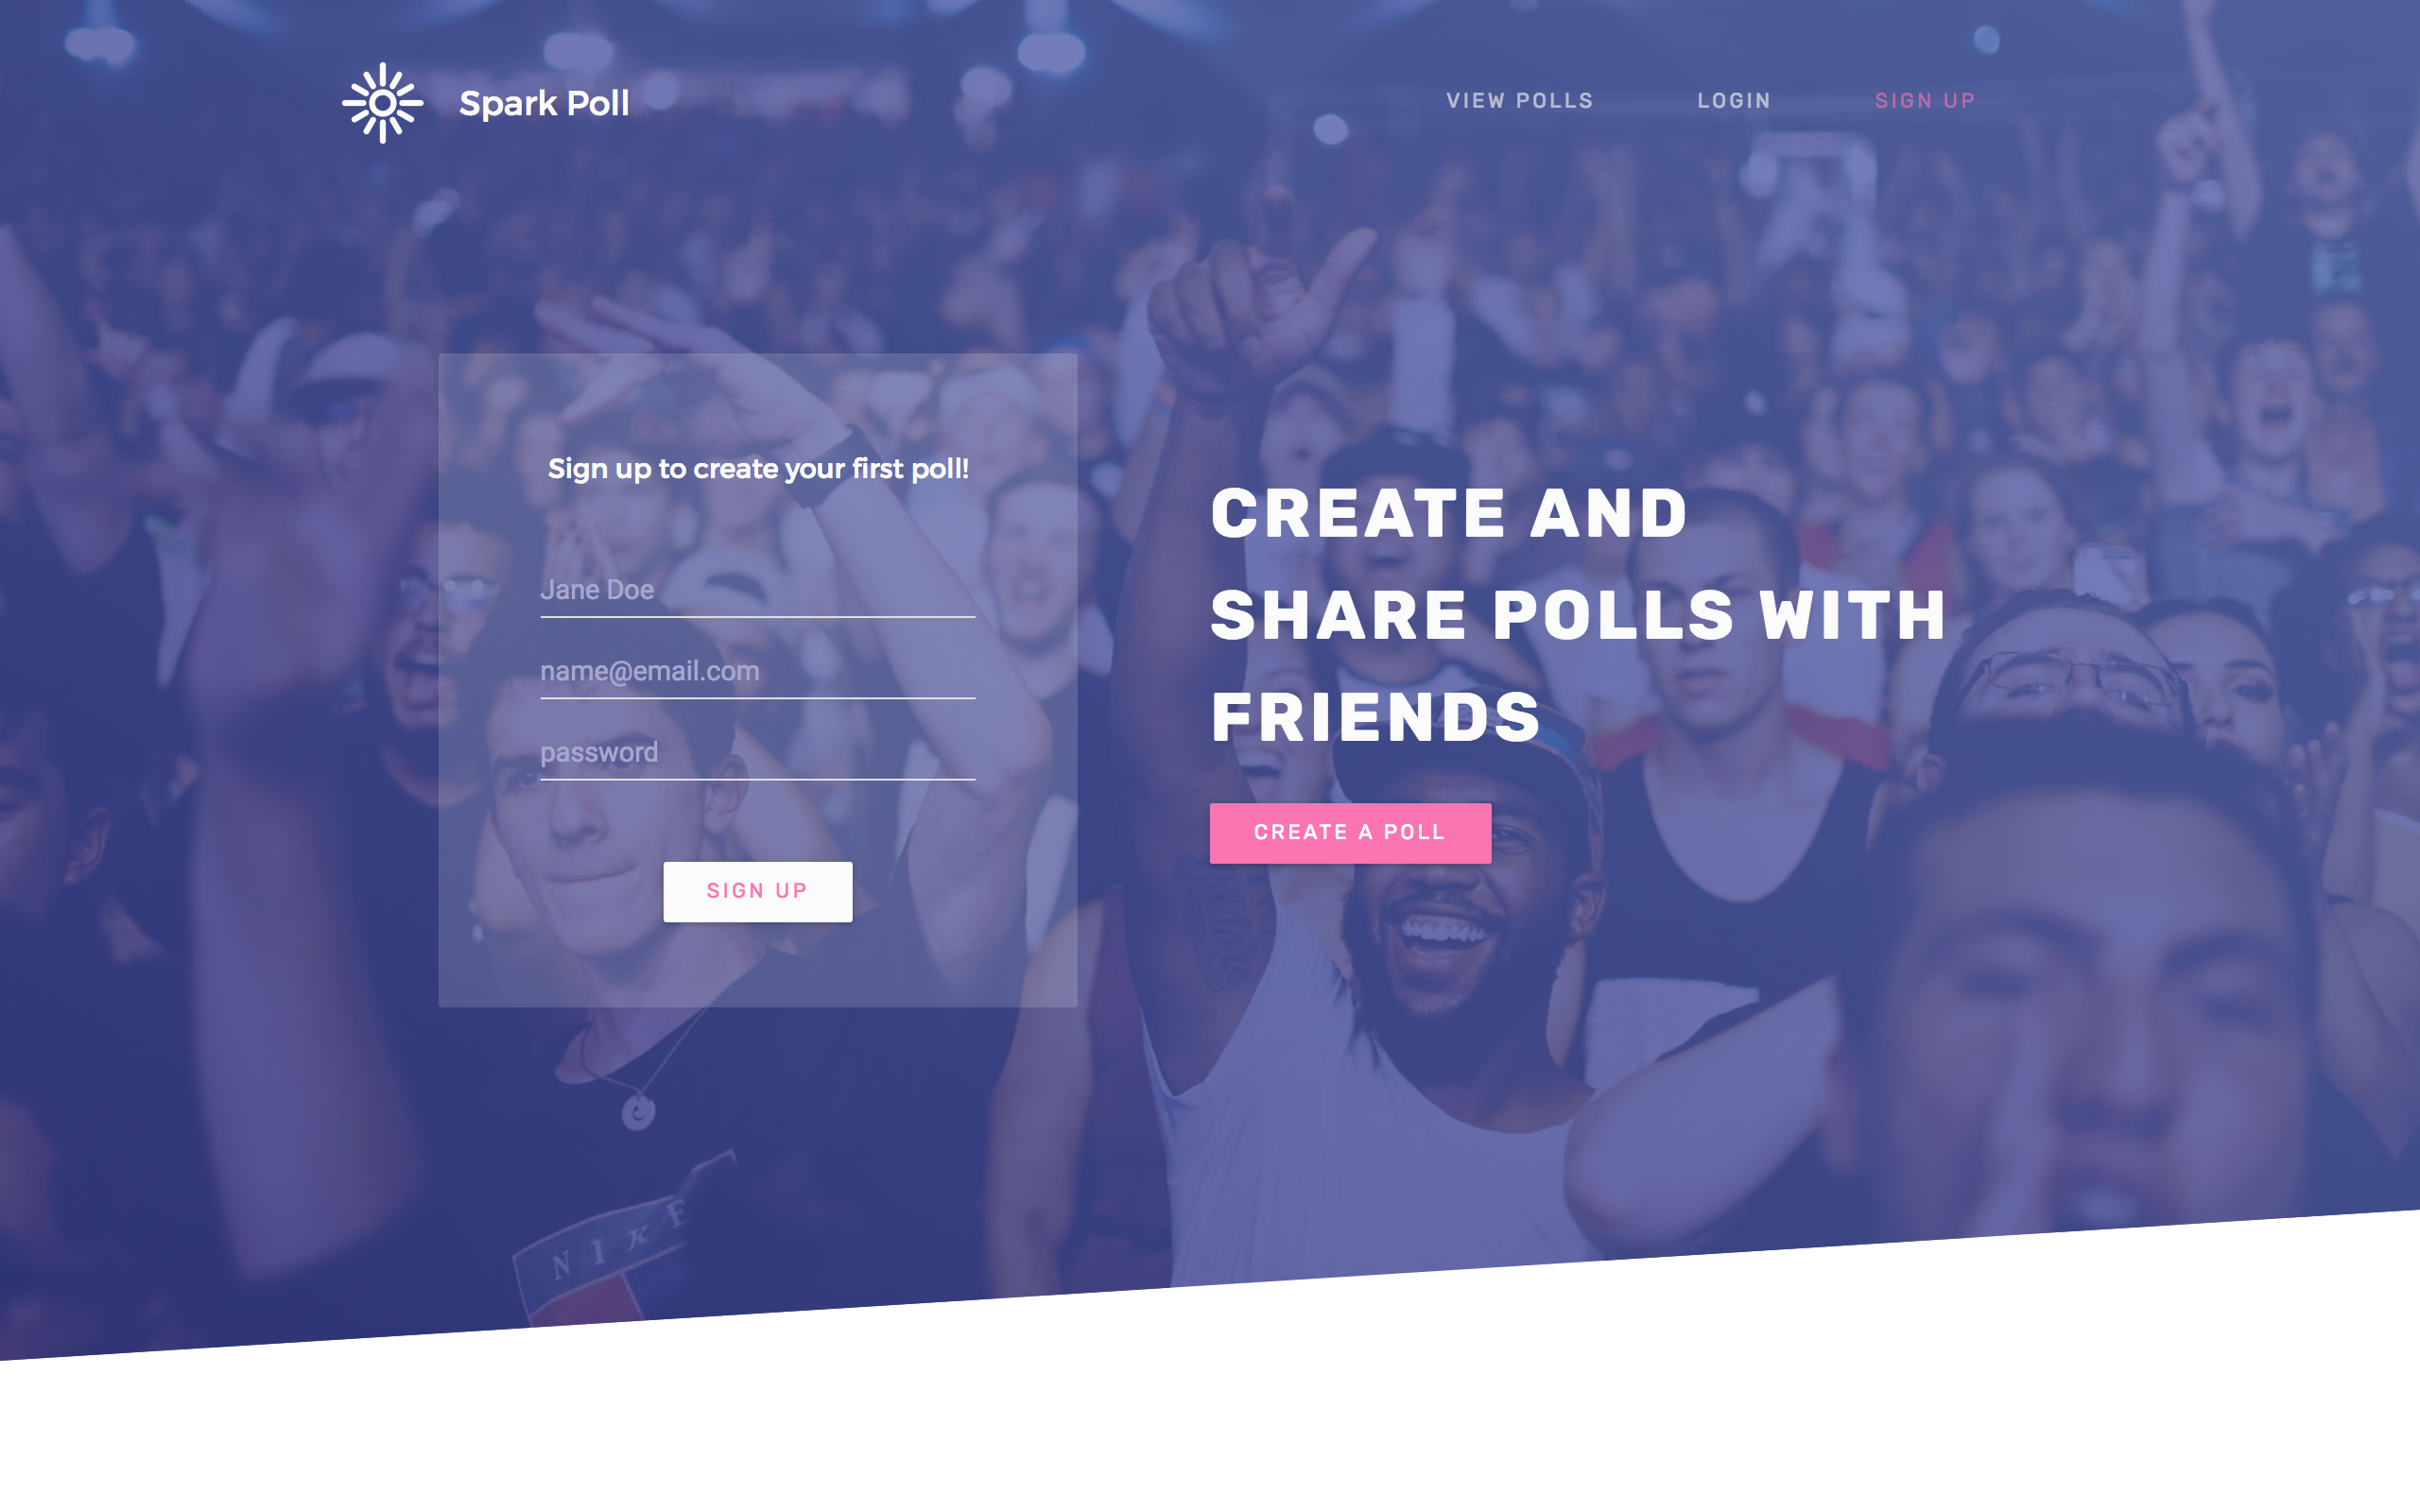 Spark Poll
VIEW POLLS
LOGIN
SIGN UP
Sign up to create your first poll!
Jane Doe
name@email.com
password
SIGN UP
CREATE AND
SHARE POLLS WITH
FRIENDS
CREATE A POLL
NIKE